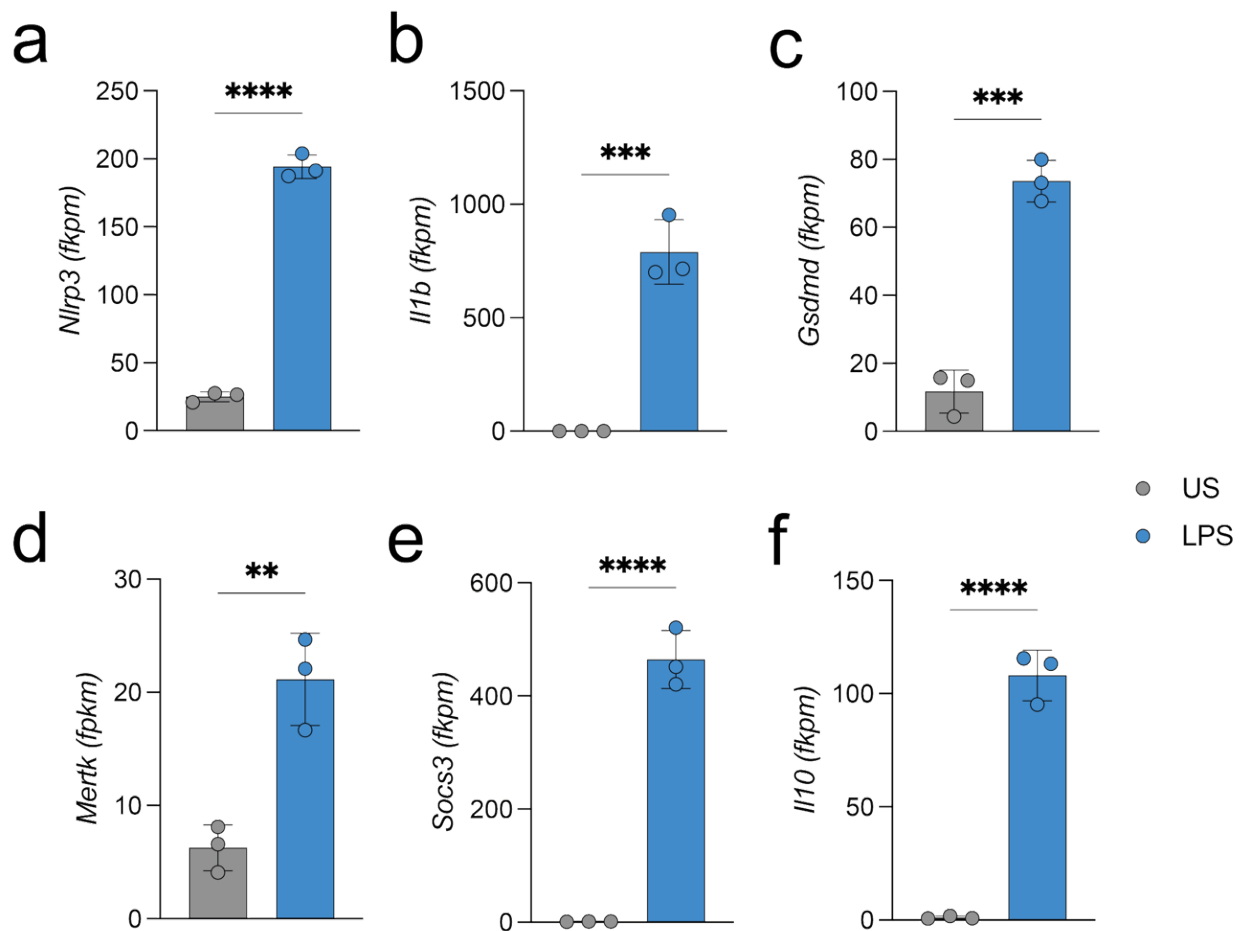 a
b
c
250
200
150
100
50
0
Nlrp3 (fkpm)
****
1500
1000
500
0
Il1b (fkpm)
***
100
80
60
40
20
0
Gsdmd (fkpm)
***
US
LPS
d
e
f
30
20
10
0
Mertk (fpkm)
**
600
400
200
0
Socs3 (fkpm)
****
150
100
50
0
Il10 (fkpm)
****